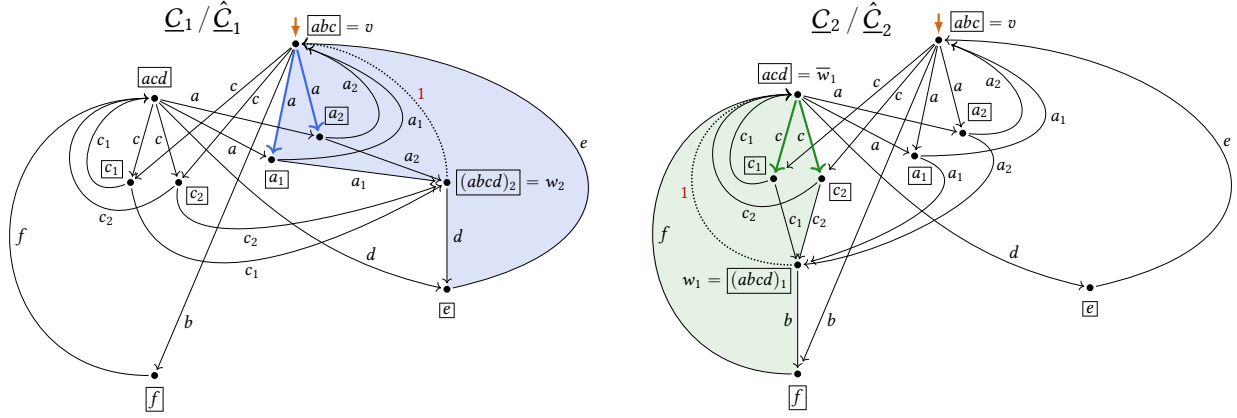 C̲₁ / Ĉ̲₁
abc = v
acd
a
c
c
a
a
a₂
a₂
1
a₁
e
c₁
c
c
a
a₂
a₂
c₁
c₂
c₂
a₁
a₁
(abcd)₂ = w₂
f
c₂
c₁
d
d
e
b
f
C̲₂ / Ĉ̲₂
abc = v
acd = w̅₁
a
c
c
a
a
a₂
a₂
a₁
e
c₁
c
c
a
c₁
c₂
c₂
a₁
a₁
a₂
1
f
c₁
c₂
d
w₁ = (abcd)₁
e
b
b
f